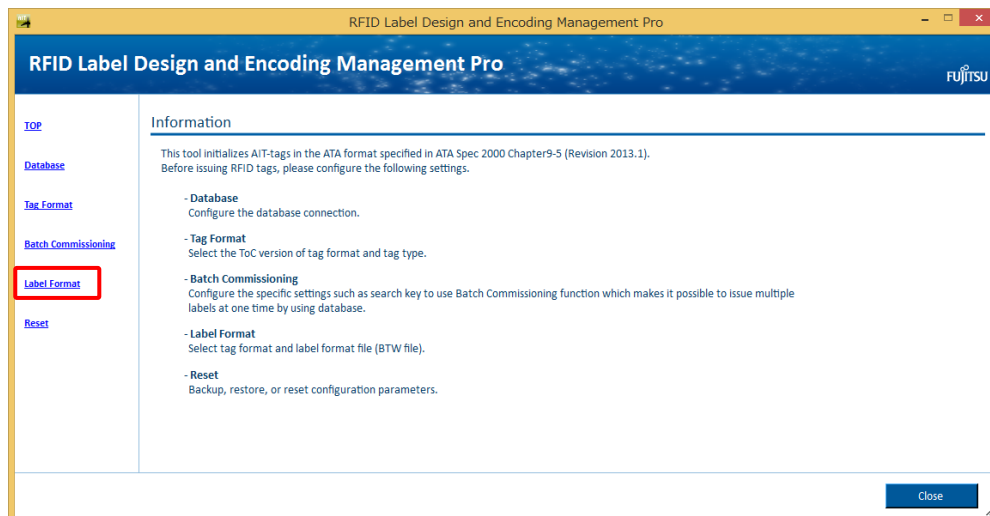 RFID Label Design and Encoding Management Pro
RFID Label Design and Encoding Management Pro
FUJITSU
TOP
Database
Tag Format
Batch Commissioning
Label Format
Reset
Information
This tool initializes AIT-tags in the ATA format specified in ATA Spec 2000 Chapter9-5 (Revision 2013.1).
Before issuing RFID tags, please configure the following settings.
- Database
Configure the database connection.
- Tag Format
Select the ToC version of tag format and tag type.
- Batch Commissioning
Configure the specific settings such as search key to use Batch Commissioning function which makes it possible to issue multiple
labels at one time by using database.
- Label Format
Select tag format and label format file (BTW file).
- Reset
Backup, restore, or reset configuration parameters.
Close